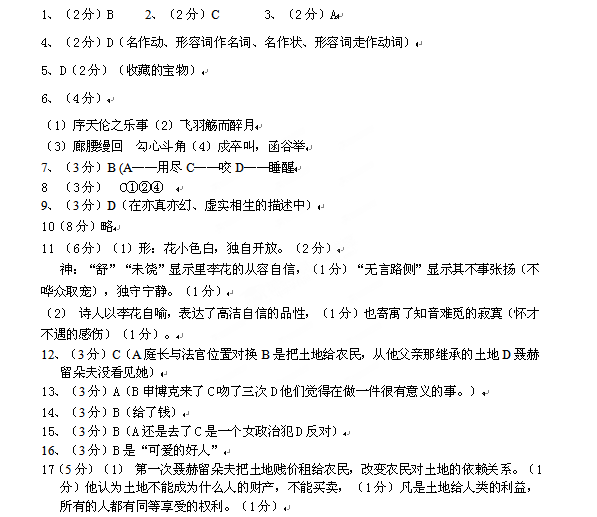 1、（2分）B 2、（2分）C 3、（2分）A
4、（2分）D（名作动、形容词作名词、名作状、形容词走作动词）
5、D（2分）（收藏的宝物）
6、（4分）
（1）序天伦之乐事（2）飞羽觞而醉月
（3）廊腰缦回 勾心斗角（4）戍卒叫，函谷举
7、（3分）B (A——用尽 C——咬 D——睡醒
8 （3分） C①②④
9、（3分）D（在亦真亦幻、虚实相生的描述中）
10(8分）略
11 （6分）（1）形：花小色白，独自开放。（2分）
神：“舒”“未饶”显示里李花的从容自信，（1分）“无言路侧”显示其不事张扬（不
哗众取宠），独守宁静。（1分）
（2） 诗人以李花自喻，表达了高洁自信的品性，（1分）也寄寓了知音难觅的寂寞（怀才
不遇的感伤）（1分）。
12、（3分）C（A庭长与法官位置对换 B是把土地给农民，从他父亲那继承的土地 D聂赫
留朵夫没看见她）
13、（3分）A（B申博克来了 C吻了三次 D他们觉得在做一件很有意义的事。）
14、（3分）B（给了钱）
15、（3分）B（A还是去了 C是一个女政治犯 D反对）
16、（3分）B是“可爱的好人”
17(5分）（1） 第一次聂赫留朵夫把土地贱价租给农民，改变农民对土地的依赖关系。（1
分）他认为土地不能成为什么人的财产，不能买卖，（1分）凡是土地给人类的利益，
所有的人都有同等享受的权利。（1分）